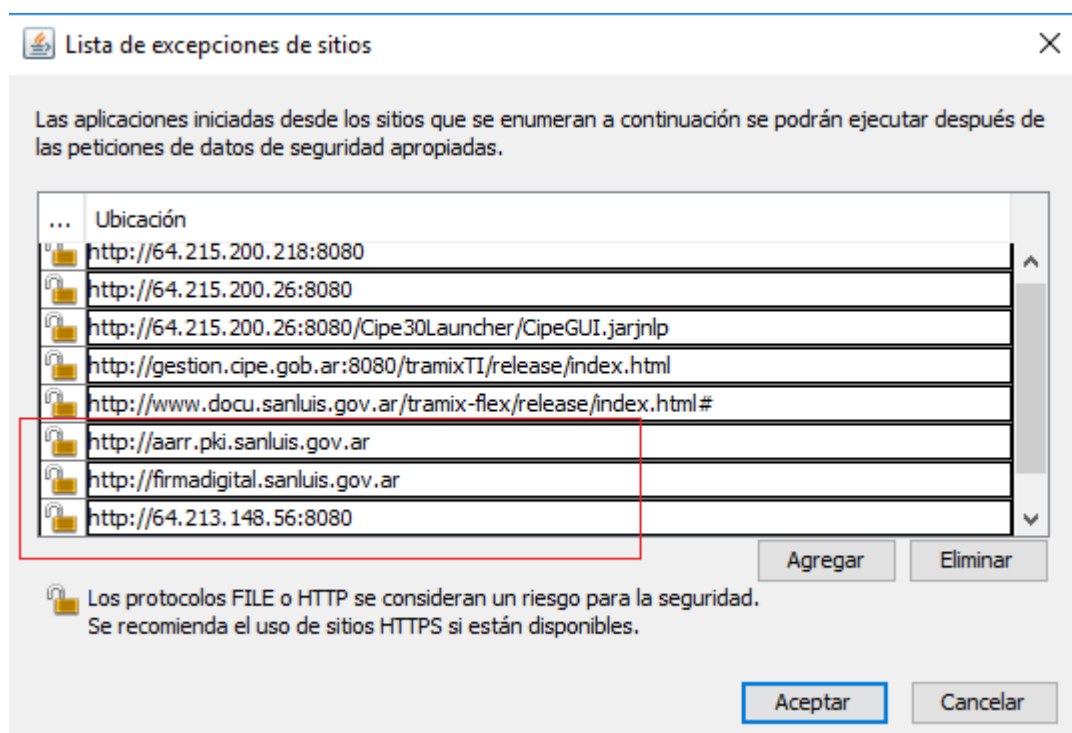 Lista de excepciones de sitios
Las aplicaciones iniciadas desde los sitios que se enumeran a continuación se podrán ejecutar después de
las peticiones de datos de seguridad apropiadas.
... Ubicación
http://64.215.200.218:8080
http://64.215.200.26:8080
http://64.215.200.26:8080/Cipe30Launcher/CipeGUI.jarjnlp
http://gestion.cipe.gob.ar:8080/tramixTI/release/index.html
http://www.docu.sanluis.gov.ar/tramix-flex/release/index.html#
http://aarr.pki.sanluis.gov.ar
http://firmadigital.sanluis.gov.ar
http://64.213.148.56:8080
Agregar Eliminar
Los protocolos FILE o HTTP se consideran un riesgo para la seguridad.
Se recomienda el uso de sitios HTTPS si están disponibles.
Aceptar Cancelar